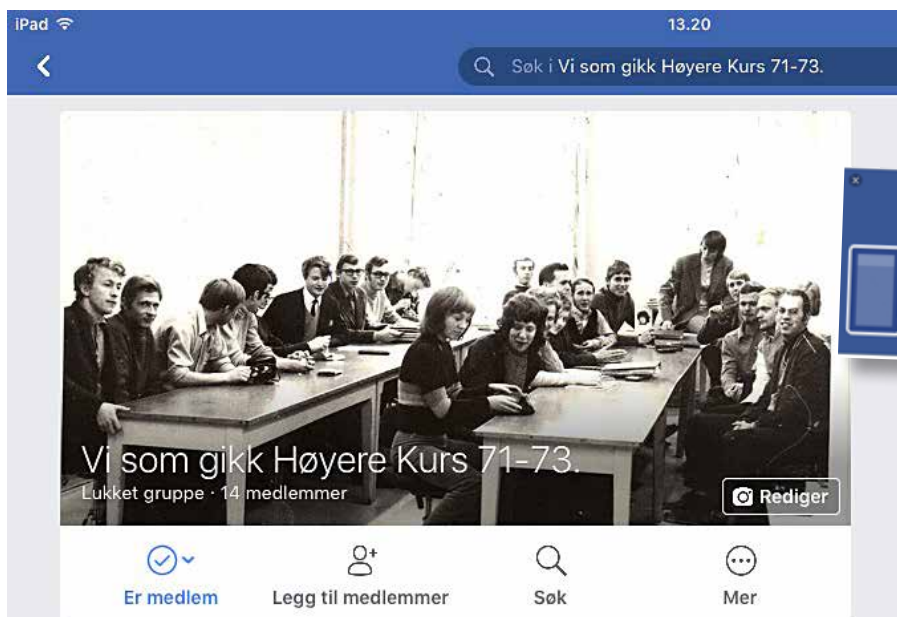 iPad 13.20
Søk i Vi som gikk Høyere Kurs 71-73.
Vi som gikk Høyere Kurs 71-73.
Lukket gruppe · 14 medlemmer
Rediger
Er medlem Legg til medlemmer Søk Mer